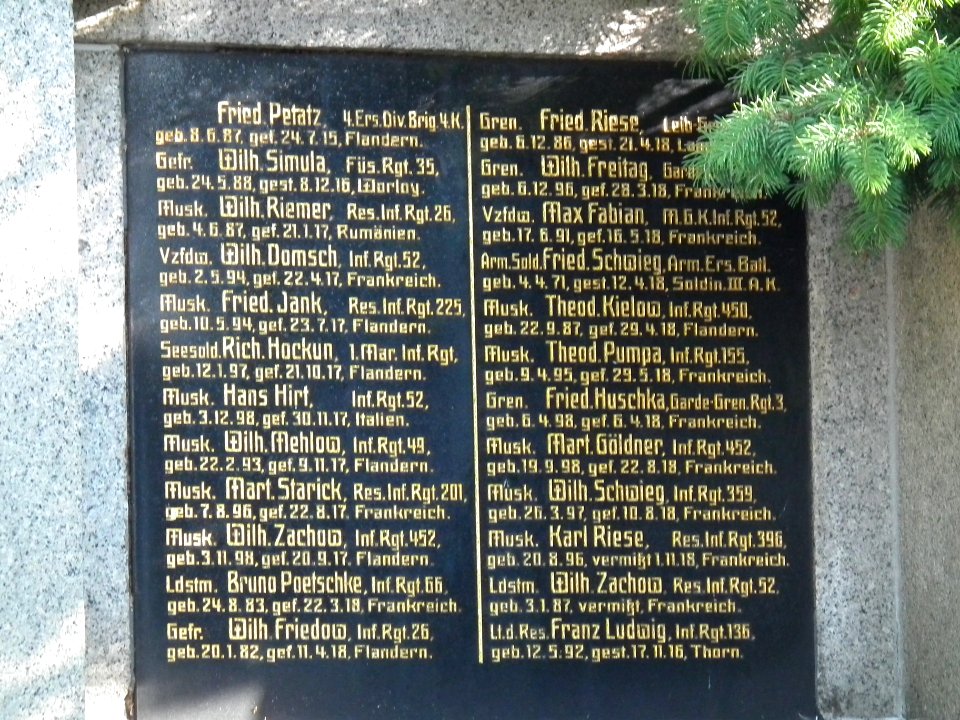 Fried. Petatz, 4.Ers.Div.Brig.4.K.
geb. 8.6.87, gef. 24.7.15, Flandern.
Gefr. Wilh. Simula, Füs.Rgt. 35,
geb. 24.5.88, gest. 8.12.16, Worloy.
Musk. Wilh. Riemer, Res.Inf.Rgt.26,
geb. 4.6.87, gef. 21.1.17, Rumänien.
Vzfdw. Wilh. Domsch, Inf.Rgt.52,
geb. 2.5.94, gef. 22.4.17, Frankreich.
Musk. Fried. Jank, Res.Inf.Rgt.225,
geb. 10.5.94, gef. 23.7.17, Flandern.
Seesold. Rich. Hockun, 1.Mar. Inf.Rgt,
geb. 12.1.97, gef. 21.10.17, Flandern.
Musk. Hans Hirt, Inf.Rgt.52,
geb. 3.12.98, gef. 30.11.17, Italien.
Musk. Wilh. Mehlow, Inf.Rgt.49,
geb. 22.2.93, gef. 9.11.17, Flandern.
Musk. Mart. Starick, Res.Inf.Rgt.201,
geb. 7.8.96, gef. 22.8.17, Frankreich.
Musk. Wilh. Zachow, Inf.Rgt.452,
geb. 3.11.98, gef. 20.9.17, Flandern.
Ldstm. Bruno Poetschke, Inf.Rgt.66,
geb. 24.8.83, gef. 22.3.18, Frankreich.
Gefr. Wilh. Friedow, Inf.Rgt.26,
geb. 20.1.82, gef. 11.4.18, Flandern.
Gren. Fried. Riese, Leib-
geb. 6.12.86, gest. 21.4.18,
Gren. Wilh. Freitag,
geb. 6.12.96, gef. 28.3.18, Frankreich.
Vzfdw. Max Fabian, M.G.K.Inf.Rgt.52,
geb. 17.6.91, gef. 16.5.18, Frankreich.
Arm.Sold. Fried. Schwieg, Arm.Ers.Batl.
geb. 4.4.71, gest. 12.4.18, Soldin. III. A.K.
Musk. Theod. Kielow, Inf.Rgt.450,
geb. 22.9.87, gef. 29.4.18, Flandern.
Musk. Theod. Pumpa, Inf.Rgt.155,
geb. 9.4.95, gef. 29.5.18, Frankreich.
Gren. Fried. Huschka, Garde-Gren.Rgt.3,
geb. 6.4.98, gef. 6.4.18, Frankreich.
Musk. Mart. Göldner, Inf.Rgt.452,
geb. 19.9.98, gef. 22.8.18, Frankreich.
Musk. Wilh. Schwieg, Inf.Rgt.359,
geb. 26.3.97, gef. 10.8.18, Frankreich.
Musk. Karl Riese, Res.Inf.Rgt.396,
geb. 20.8.96, vermißt 1.11.18, Frankreich.
Ldstm. Wilh. Zachow, Res.Inf.Rgt.52,
geb. 3.1.87, vermißt, Frankreich.
Lt.d.Res. Franz Ludwig, Inf.Rgt.136,
geb. 12.5.92, gest. 17.11.16, Thorn.